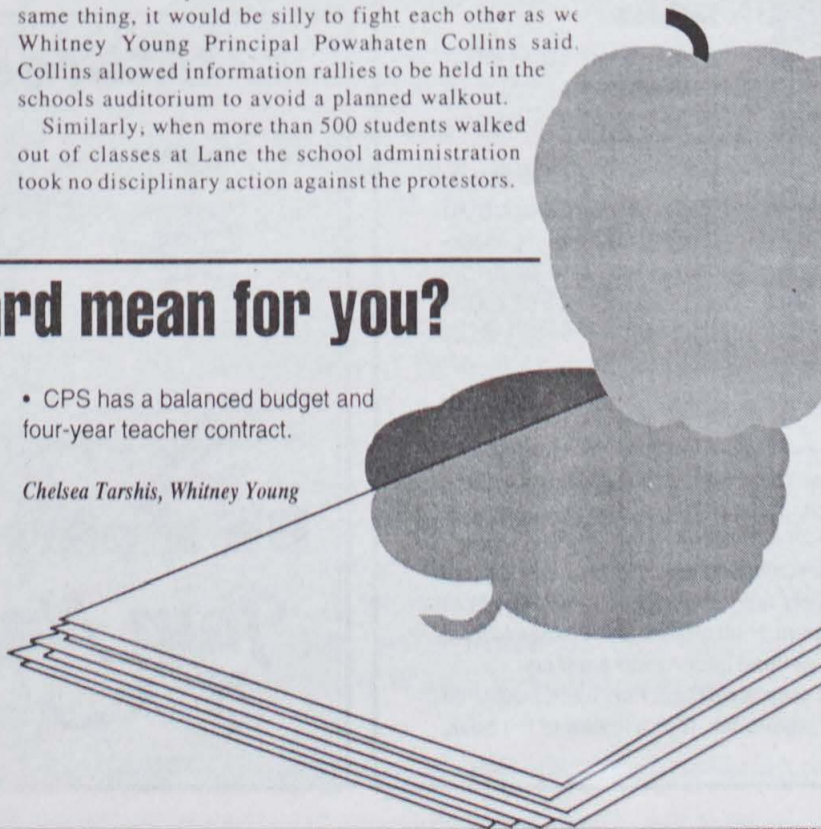 same thing, it would be silly to fight each other as we
Whitney Young Principal Powahaten Collins said.
Collins allowed information rallies to be held in the
schools auditorium to avoid a planned walkout.
Similarly, when more than 500 students walked
out of classes at Lane the school administration
took no disciplinary action against the protestors.
ard mean for you?
• CPS has a balanced budget and
four-year teacher contract.
Chelsea Tarshis, Whitney Young